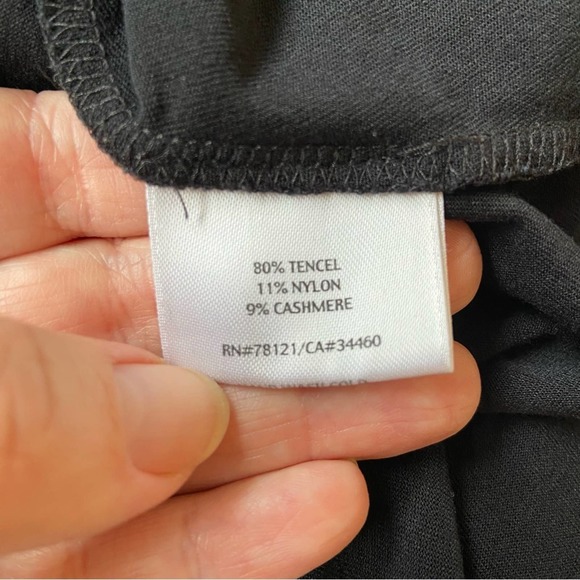 80% TENCEL
11% NYLON
9% CASHMERE
RN#78121/CA#34460